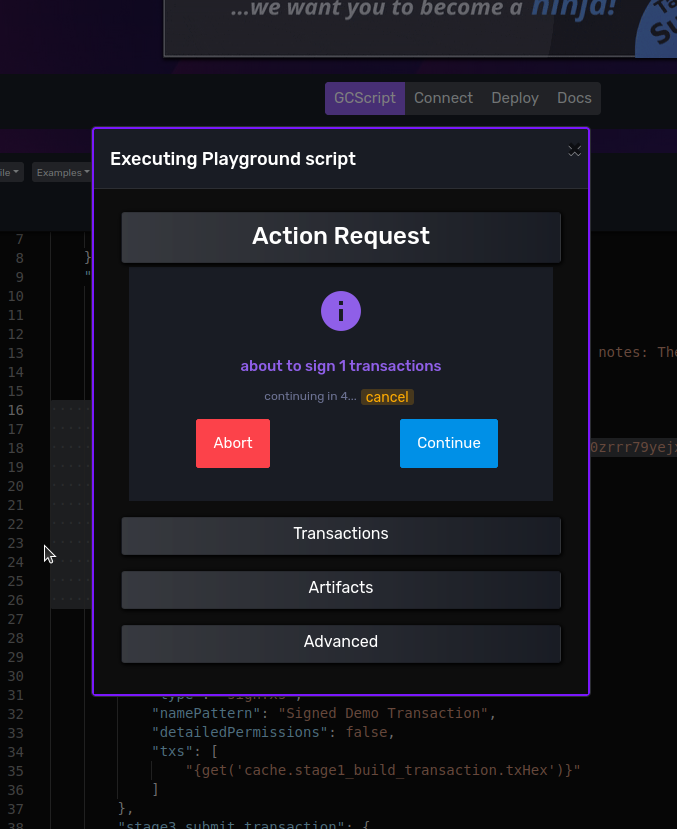 ...we want you to become a ninja!
GCScript Connect Deploy Docs
Executing Playground script
ile Examples
Action Request
7
8 }
9 "
10
11
12
about to sign 1 transactions
13 notes: The
14
15
continuing in 4... cancel
16
17
Abort Continue
18 0zrrr79yej
19
20
21
22
Transactions
23
24
25
Artifacts
26
27
28
Advanced
29
30
31 "type": "signTxs",
32 "namePattern": "Signed Demo Transaction",
33 "detailedPermissions": false,
34 "txs": [
35 "{get('cache.stage1_build_transaction.txHex')}"
36 ]
37 },
38 "stage3_submit_transaction": {